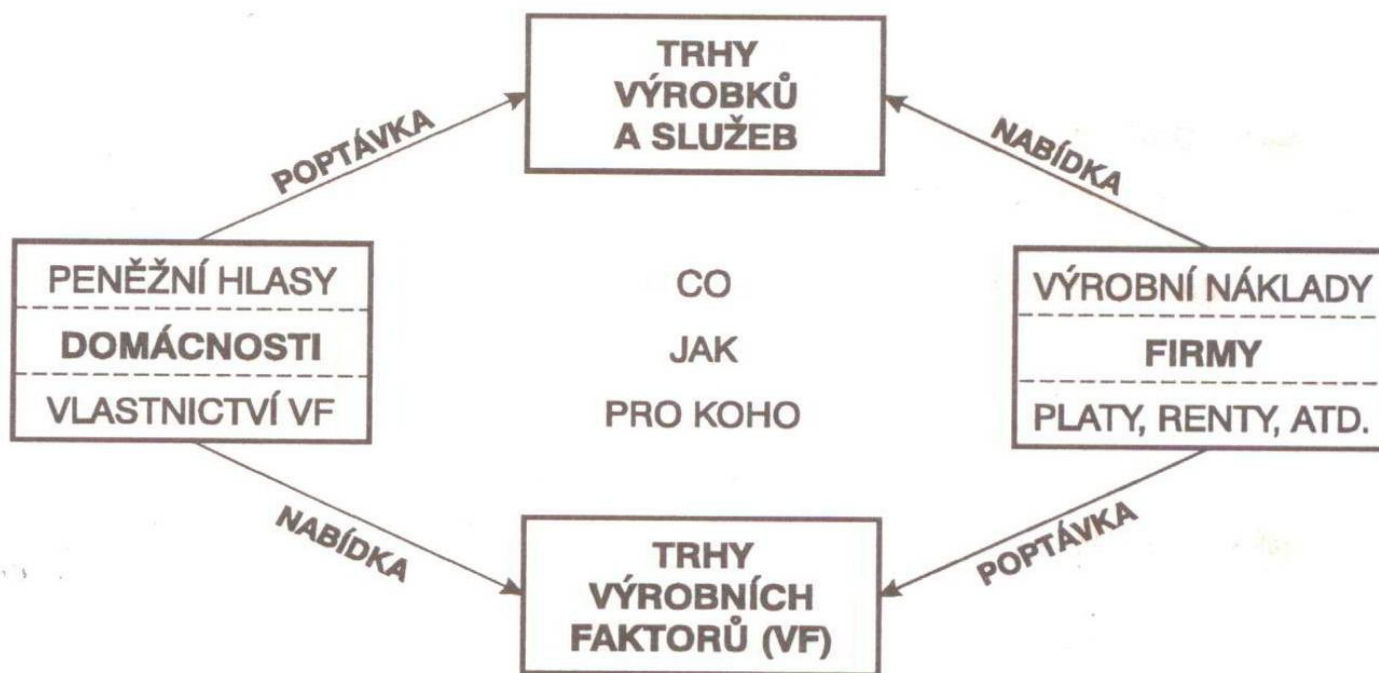 TRHY
VÝROBKŮ
A SLUŽEB
POPTÁVKA
NABÍDKA
PENĚŽNÍ HLASY
DOMÁCNOSTI
VLASTNICTVÍ VF
CO
JAK
PRO KOHO
VÝROBNÍ NÁKLADY
FIRMY
PLATY, RENTY, ATD.
NABÍDKA
POPTÁVKA
TRHY
VÝROBNÍCH
FAKTORŮ (VF)